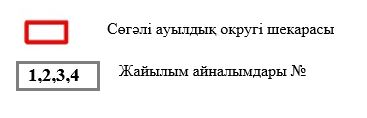 Сөгәлі ауылдық округі шекарасы
1,2,3,4 Жайылым айналымдары №